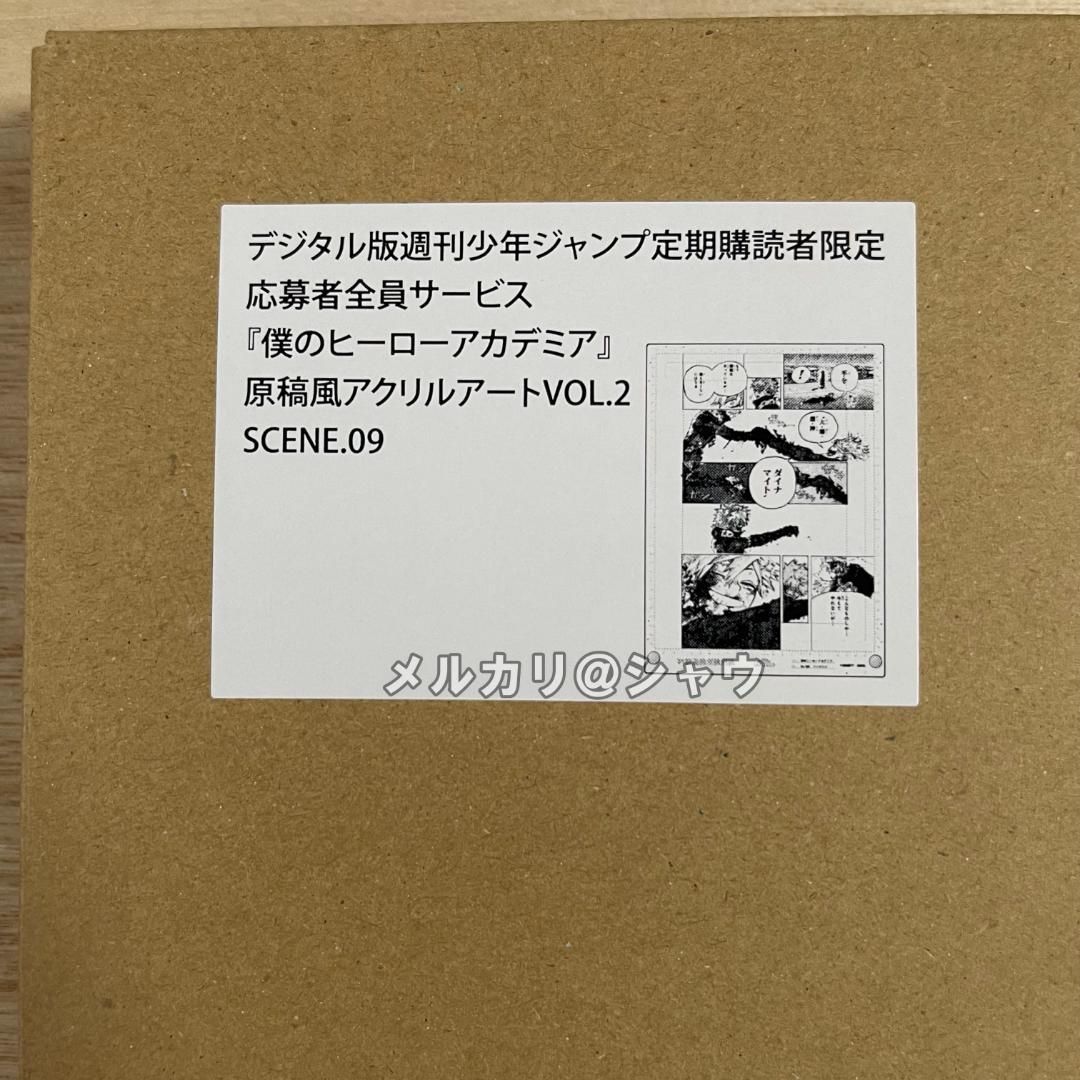 デジタル版週刊少年ジャンプ定期購読者限定
応募者全員サービス
『僕のヒーローアカデミア』
原稿風アクリルアートVOL.2
SCENE.09
ダイナ
マイト
メルカリ@シャウ